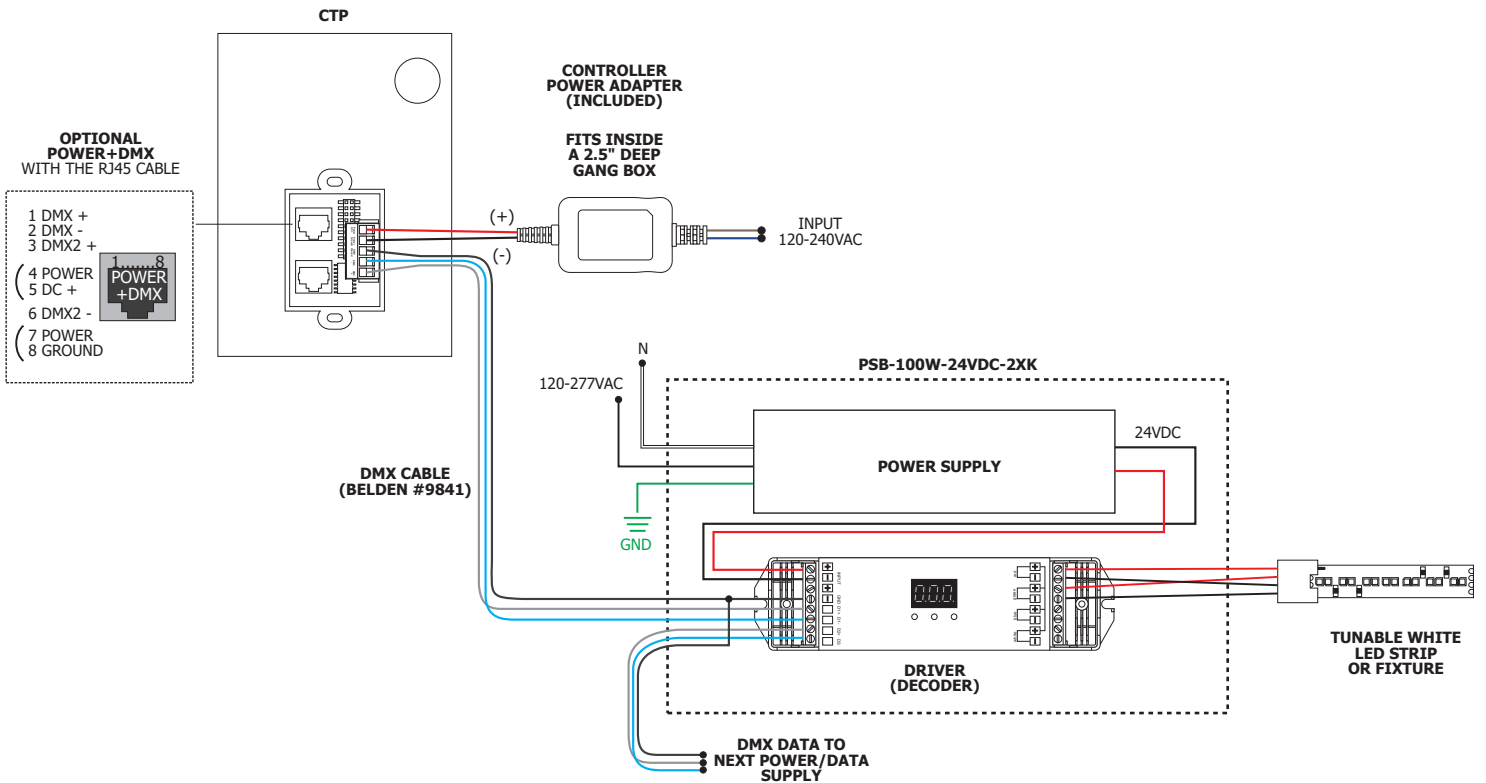 CTP
CONTROLLER
POWER ADAPTER
(INCLUDED)
FITS INSIDE
A 2.5" DEEP
GANG BOX
OPTIONAL
POWER+DMX
WITH THE RJ45 CABLE
1 DMX +
2 DMX -
3 DMX2 +
4 POWER
5 DC +
6 DMX2 -
7 POWER
8 GROUND
1.......8
POWER
+DMX
(+)
(-)
INPUT
120-240VAC
N
120-277VAC
PSB-100W-24VDC-2XK
POWER SUPPLY
24VDC
GND
DMX CABLE
(BELDEN #9841)
INPUT
GND
DRIVER
(DECODER)
TUNABLE WHITE
LED STRIP
OR FIXTURE
DMX DATA TO
NEXT POWER/DATA
SUPPLY